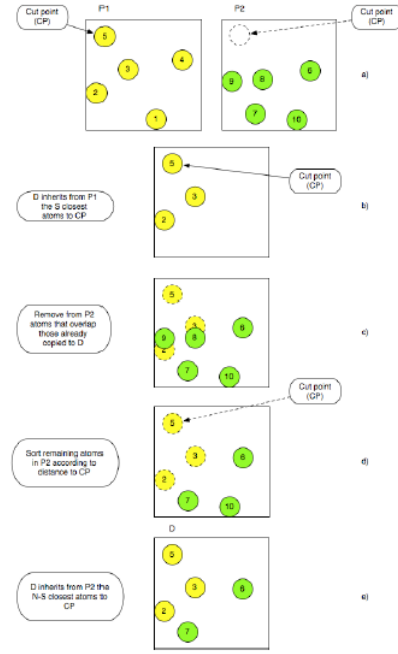 P1
P2
Cut point
(CP)
Cut point
(CP)
Cut point
(CP)
5
4
3
2
1
6
8
9
7
10
a)
D inherits from P1
the S closest
atoms to CP
5
3
2
Cut point
(CP)
b)
Remove from P2
atoms that overlap
those already
copied to D
5
3
6
9
8
2
7
10
c)
Cut point
(CP)
Sort remaining atoms
in P2 according to
distance to CP
5
3
6
2
7
10
d)
D
D inherits from P2 the
N-S closest atoms to
CP
5
3
6
2
7
e)